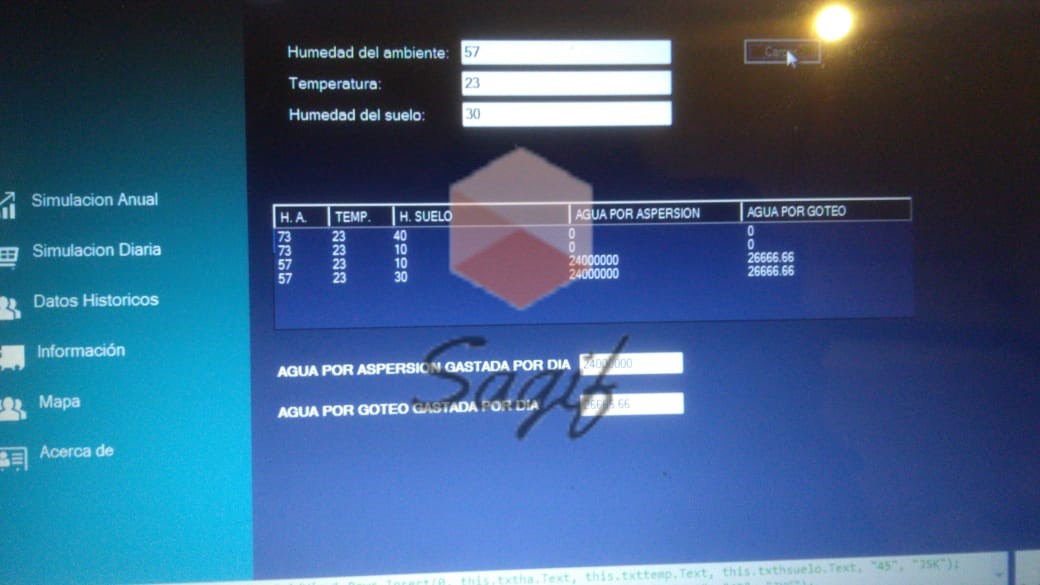 Humedad del ambiente: 57
Temperatura: 23
Humedad del suelo: 30
Simulacion Anual
Simulacion Diaria
Datos Historicos
Información
Mapa
Acerca de
H. A. TEMP. H. SUELO AGUA POR ASPERSION AGUA POR GOTEO
73 23 40 0 0
73 23 10 0 0
57 23 10 24000000 26666.66
57 23 30 24000000 26666.66
AGUA POR ASPERSION GASTADA POR DIA 24000000
AGUA POR GOTEO GASTADA POR DIA 26666.66
Sagif
Insert(0, this.txtha.Text, this.txttemp.Text, this.txthsuelo.Text, "45", "JSK");